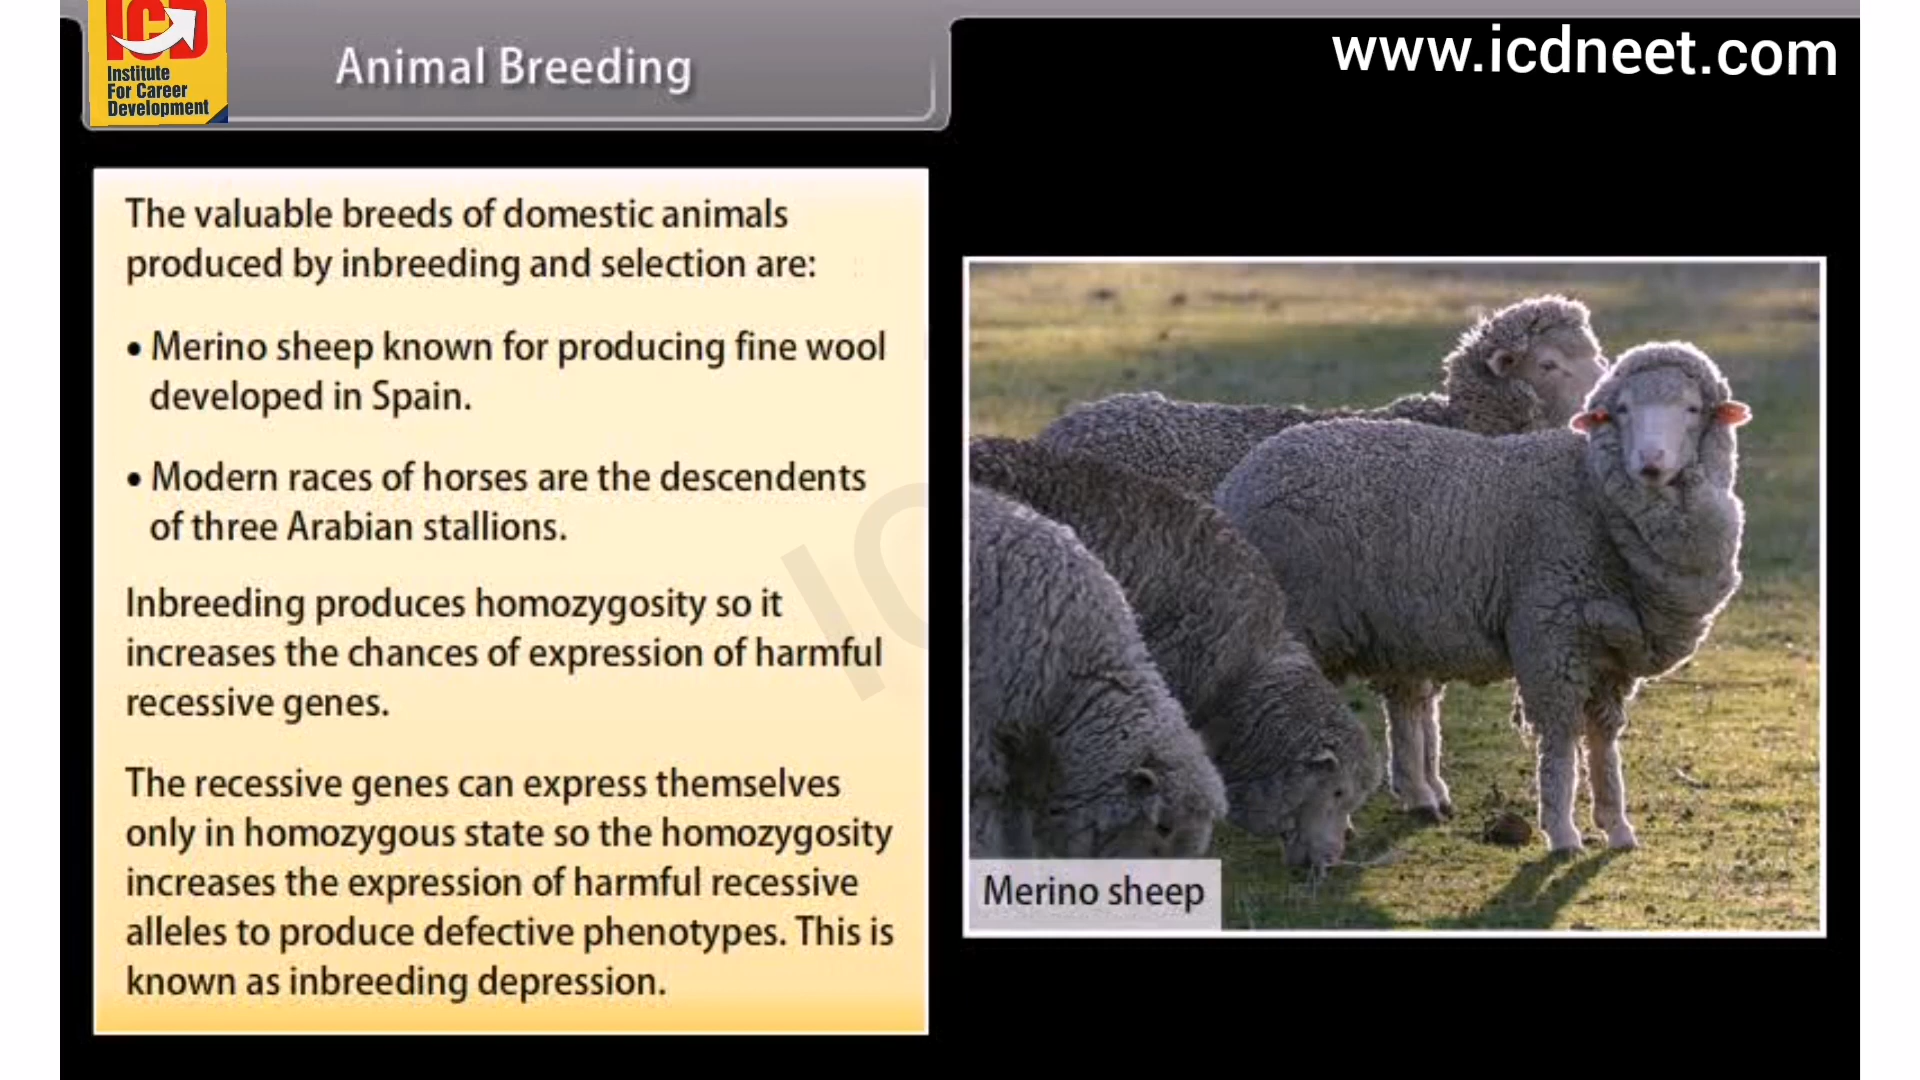 ICD
Institute
For Career
Development
Animal Breeding
www.icdneet.com
The valuable breeds of domestic animals
produced by inbreeding and selection are:
• Merino sheep known for producing fine wool
developed in Spain.
• Modern races of horses are the descendents
of three Arabian stallions.
Inbreeding produces homozygosity so it
increases the chances of expression of harmful
recessive genes.
The recessive genes can express themselves
only in homozygous state so the homozygosity
increases the expression of harmful recessive
alleles to produce defective phenotypes. This is
known as inbreeding depression.
Merino sheep